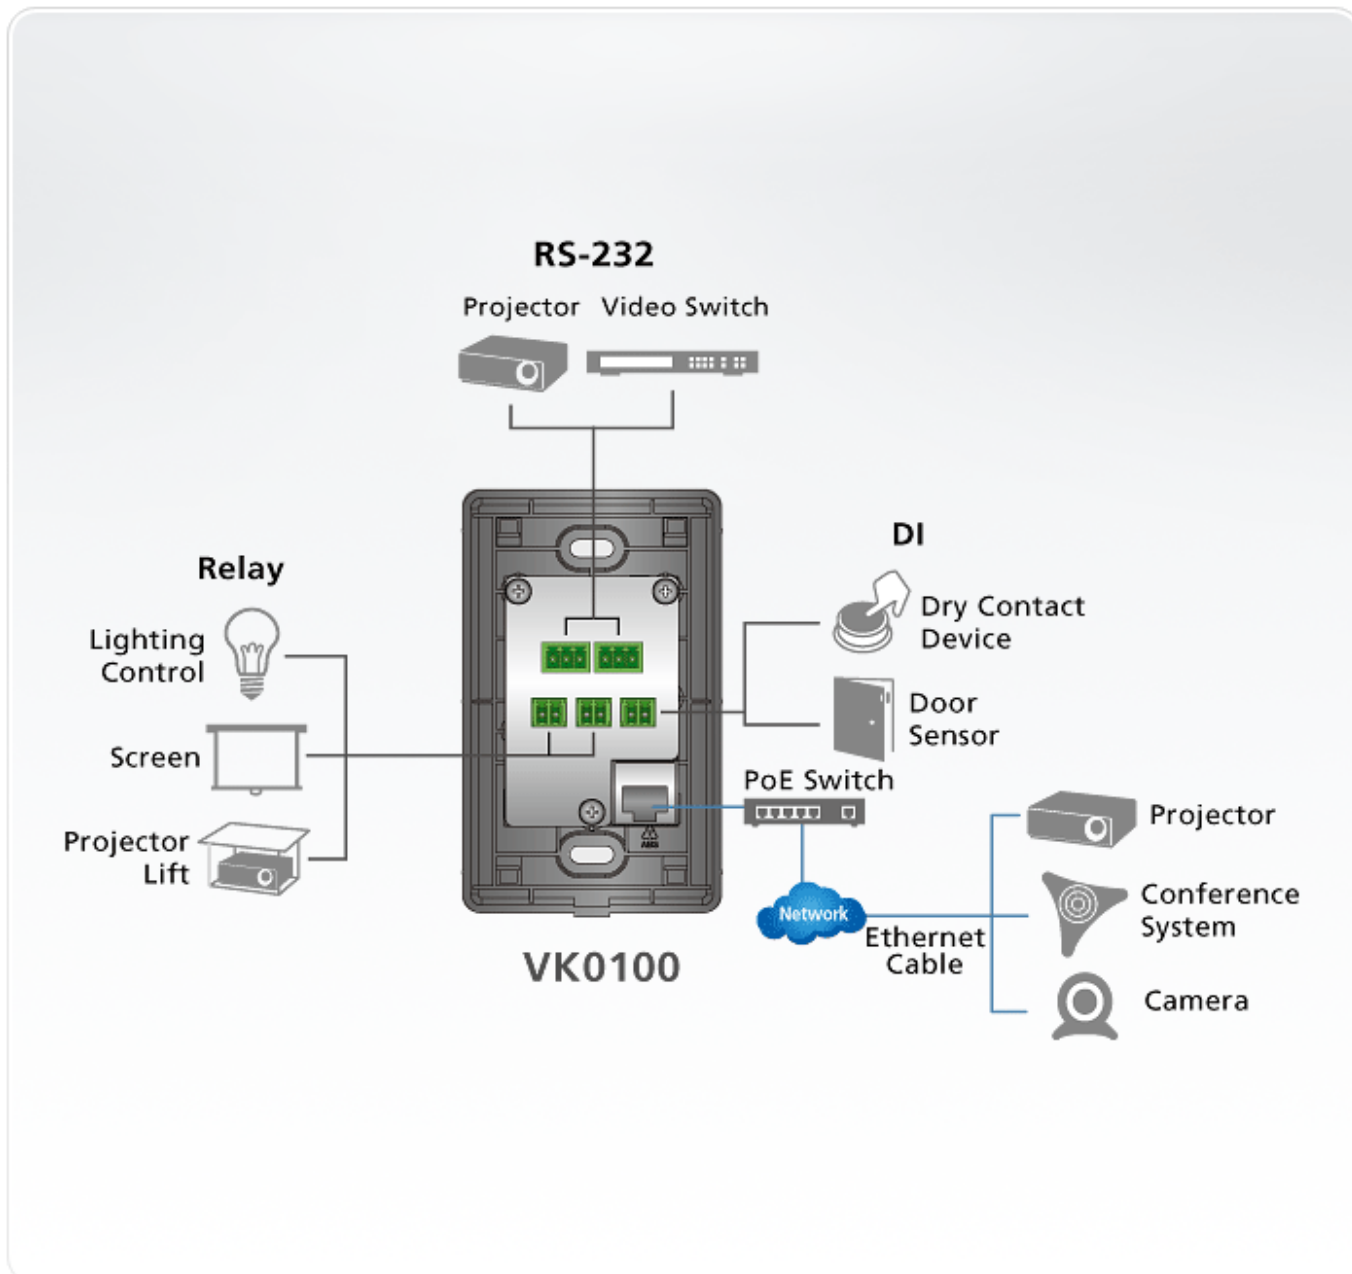 RS-232
Projector Video Switch
Relay
Lighting
Control
Screen
Projector
Lift
DI
Dry Contact
Device
Door
Sensor
PoE Switch
Network
Ethernet
Cable
Projector
Conference
System
Camera
VK0100